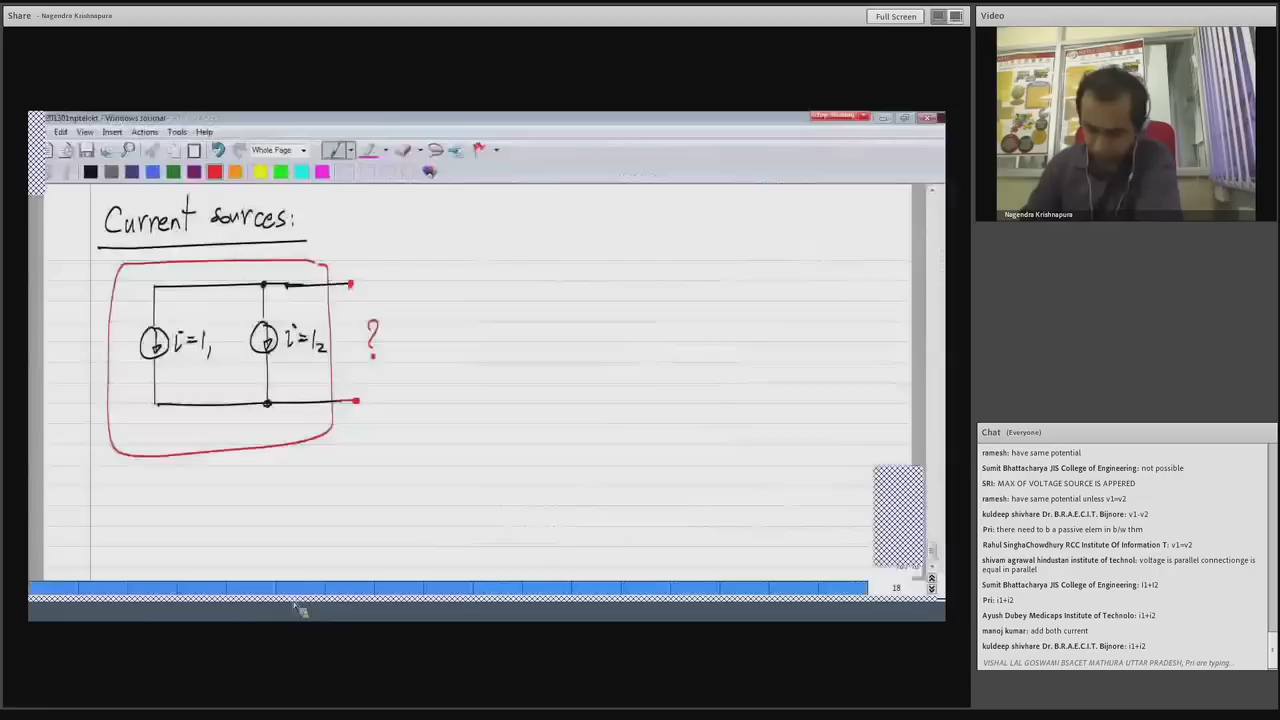 Share - Nagendra Krishnapura
Full Screen
Video
Windows Journal
Edit View Insert Actions Tools Help
Whole Page
Current sources:
i=I1
i=I2
?
18
Nagendra Krishnapura
Chat (Everyone)
ramesh: have same potential
Sumit Bhattacharya JIS College of Engineering: not possible
SRI: MAX OF VOLTAGE SOURCE IS APPERED
ramesh: have same potential unless v1=v2
kuldeep shivhare Dr. B.R.A.E.C.I.T. Bijnore: v1-v2
Pri: there need to b a passive elem in b/w thm
Rahul SinghaChowdhury RCC Institute Of Information T: v1=v2
shivam agrawal hindustan institute of technol: voltage is parallel connectionge is
equal in parallel
Sumit Bhattacharya JIS College of Engineering: I1+I2
Pri: i1+i2
Ayush Dubey Medicaps Institute of Technolo: i1+i2
manoj kumar: add both current
kuldeep shivhare Dr. B.R.A.E.C.I.T. Bijnore: i1+i2
VISHAL LAL GOSWAMI BSACET MATHURA UTTAR PRADESH, Pri are typing...